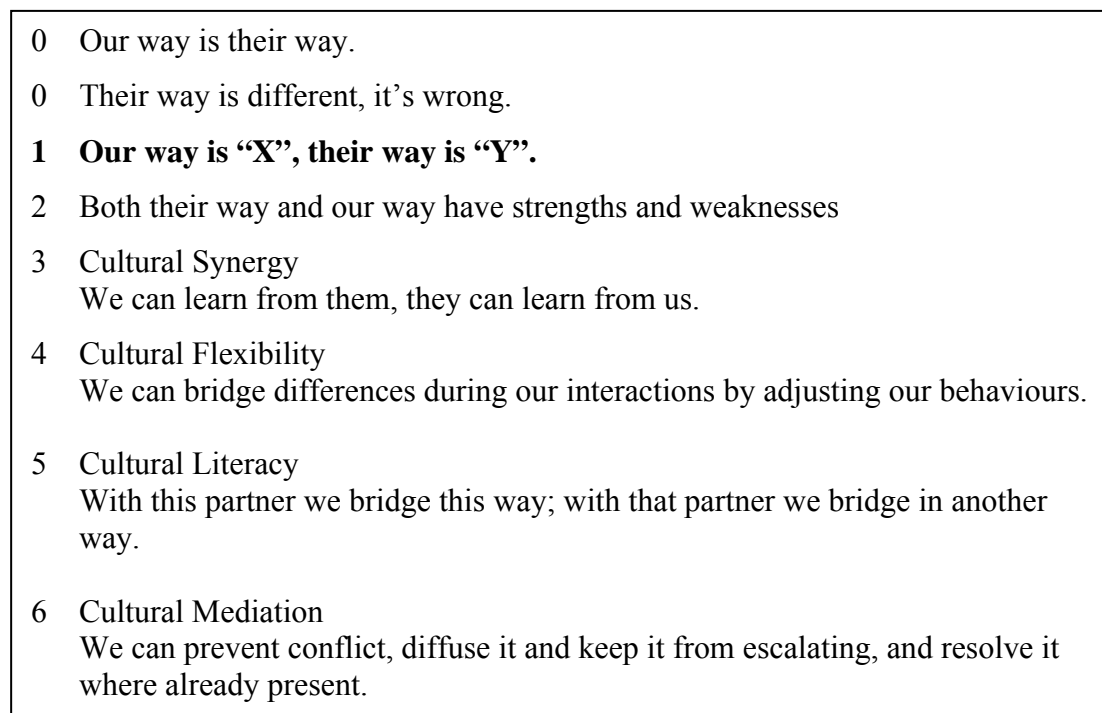 0 Our way is their way.
0 Their way is different, it’s wrong.
1 Our way is “X”, their way is “Y”.
2 Both their way and our way have strengths and weaknesses
3 Cultural Synergy
We can learn from them, they can learn from us.
4 Cultural Flexibility
We can bridge differences during our interactions by adjusting our behaviours.
5 Cultural Literacy
With this partner we bridge this way; with that partner we bridge in another
way.
6 Cultural Mediation
We can prevent conflict, diffuse it and keep it from escalating, and resolve it
where already present.